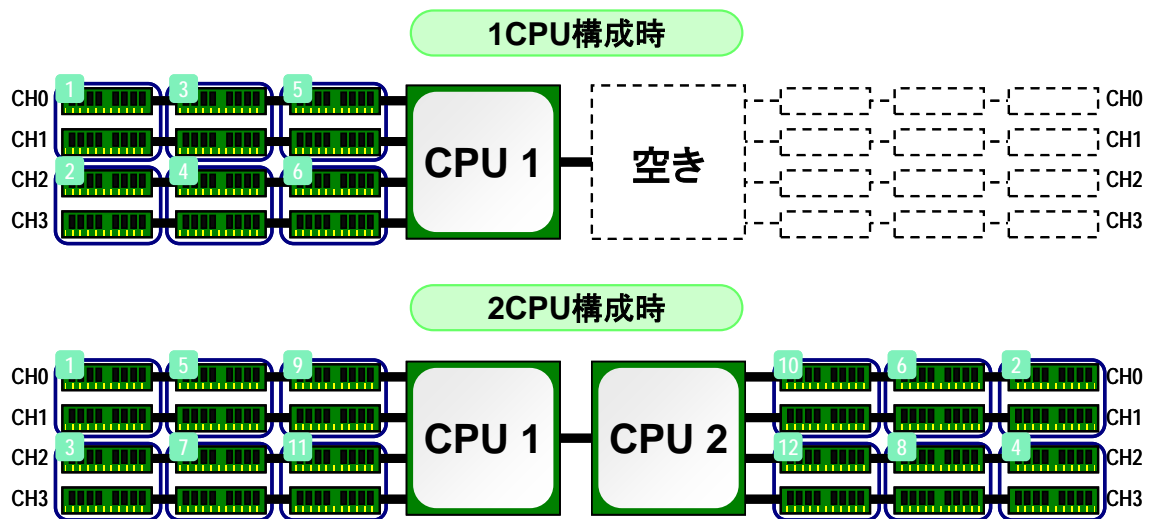 1CPU構成時
CH0 1 3 5 CH0
CH1 CH1
CPU 1 空き
CH2 2 4 6 CH2
CH3 CH3
2CPU構成時
CH0 1 5 9 10 6 2 CH0
CH1 CH1
CPU 1 CPU 2
CH2 3 7 11 12 8 4 CH2
CH3 CH3